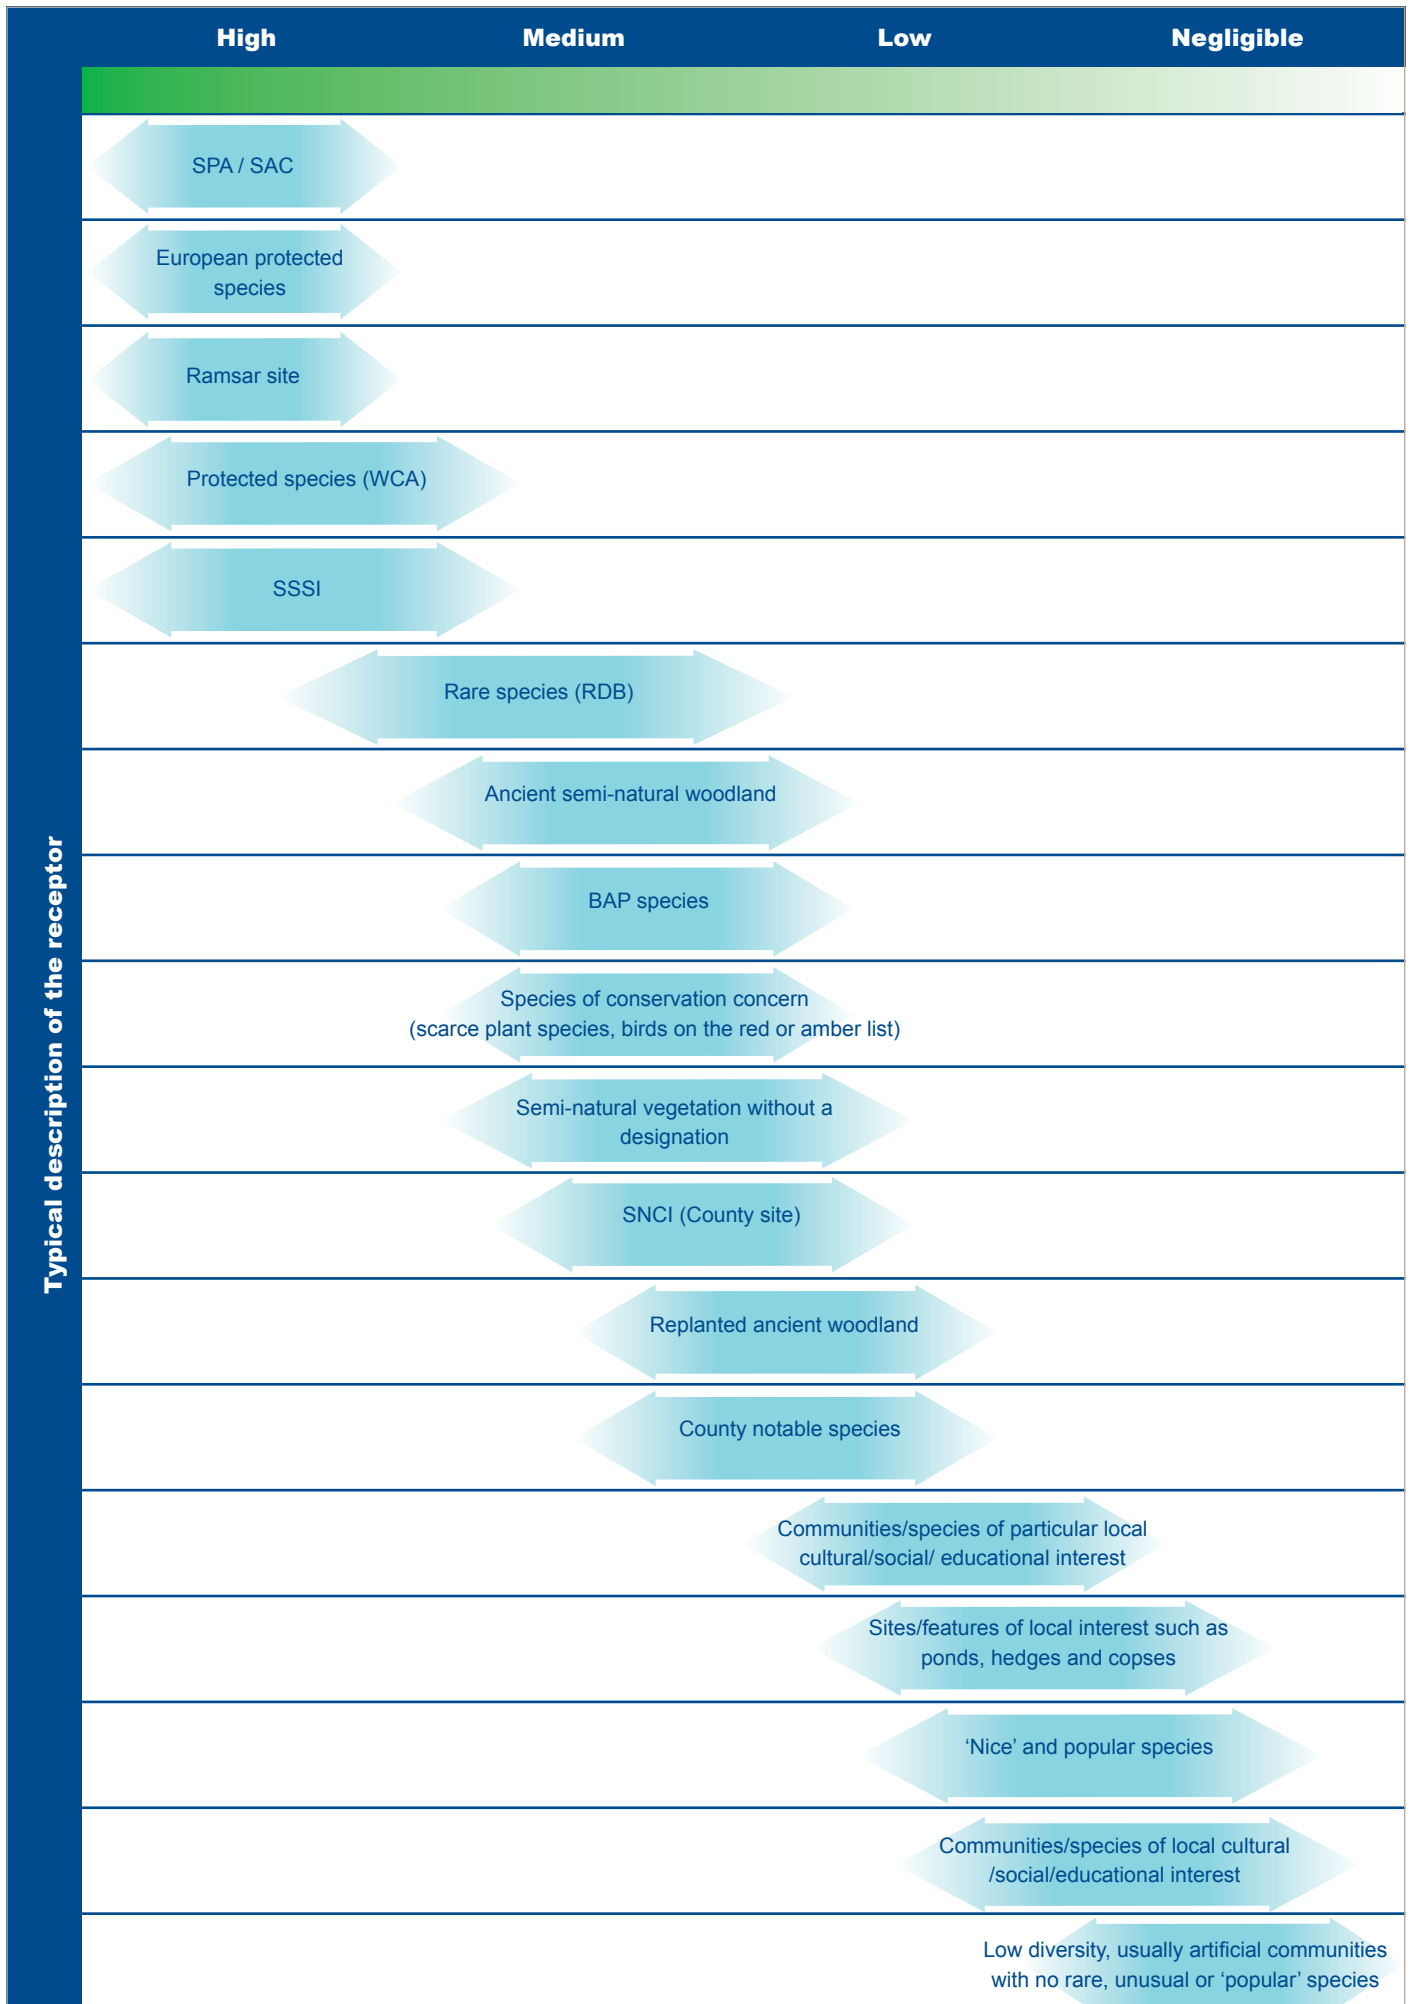 High Medium Low Negligible
Typical description of the receptor
SPA / SAC
European protected
species
Ramsar site
Protected species (WCA)
SSSI
Rare species (RDB)
Ancient semi-natural woodland
BAP species
Species of conservation concern
(scarce plant species, birds on the red or amber list)
Semi-natural vegetation without a
designation
SNCI (County site)
Replanted ancient woodland
County notable species
Communities/species of particular local
cultural/social/ educational interest
Sites/features of local interest such as
ponds, hedges and copses
‘Nice’ and popular species
Communities/species of local cultural
/social/educational interest
Low diversity, usually artificial communities
with no rare, unusual or ‘popular’ species